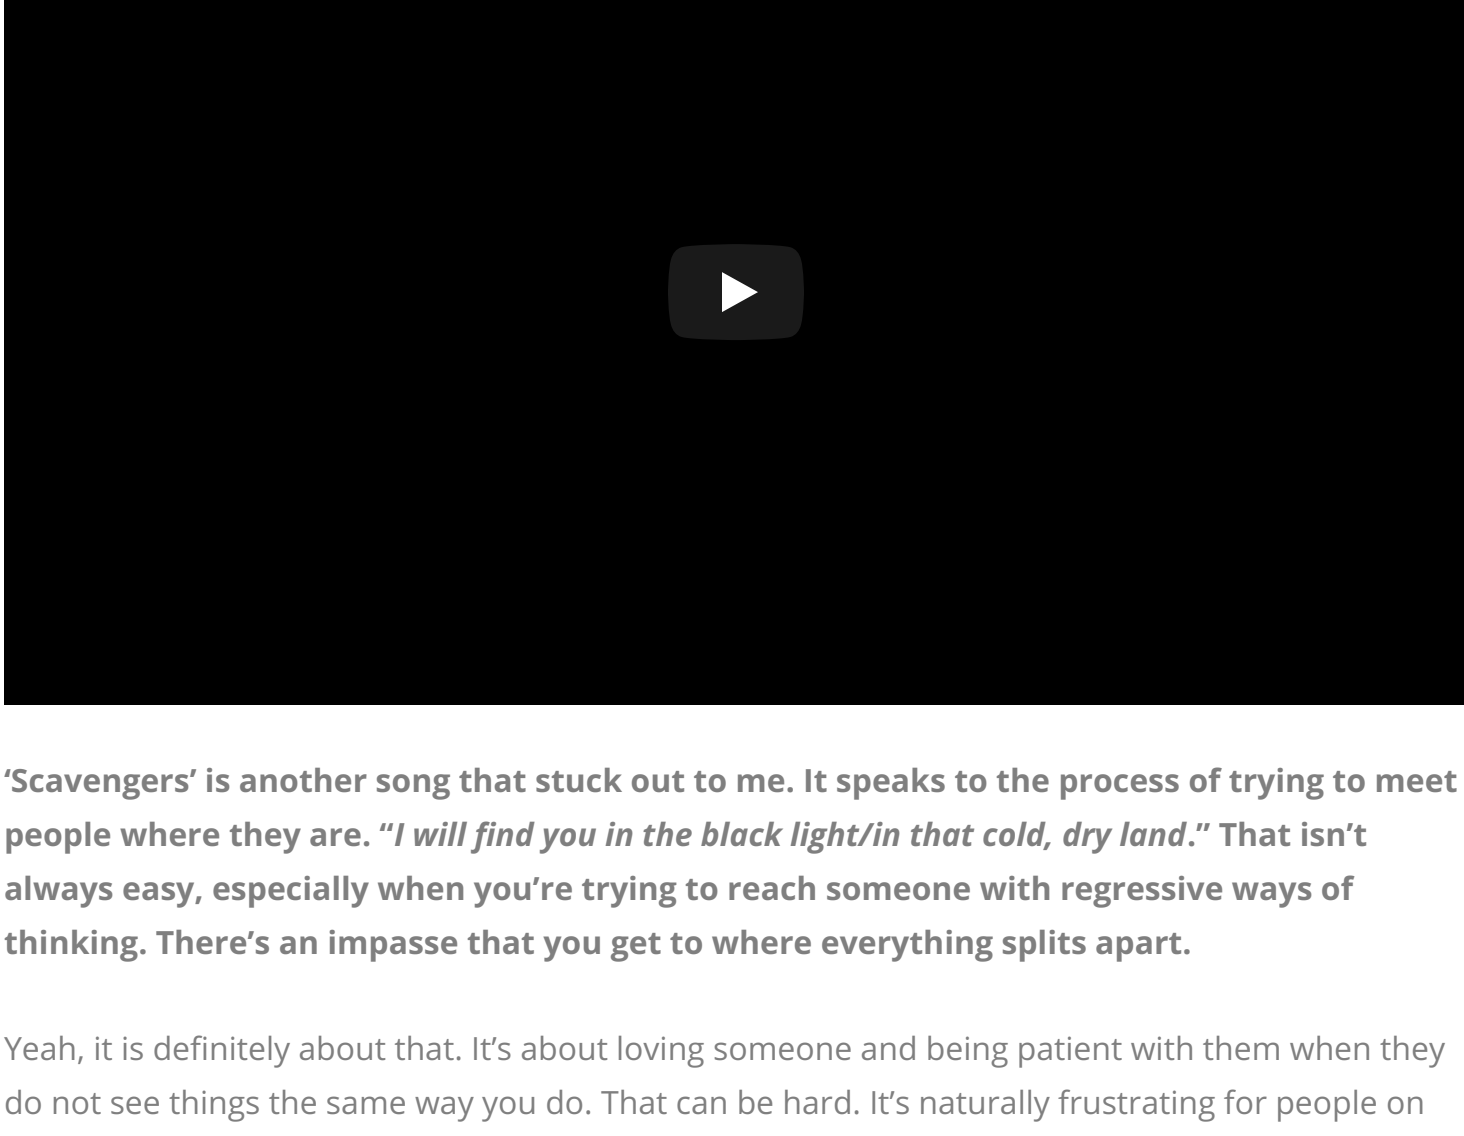 ‘Scavengers’ is another song that stuck out to me. It speaks to the process of trying to meet
people where they are. “I will find you in the black light/in that cold, dry land.” That isn’t
always easy, especially when you’re trying to reach someone with regressive ways of
thinking. There’s an impasse that you get to where everything splits apart.
Yeah, it is definitely about that. It’s about loving someone and being patient with them when they
do not see things the same way you do. That can be hard. It’s naturally frustrating for people on